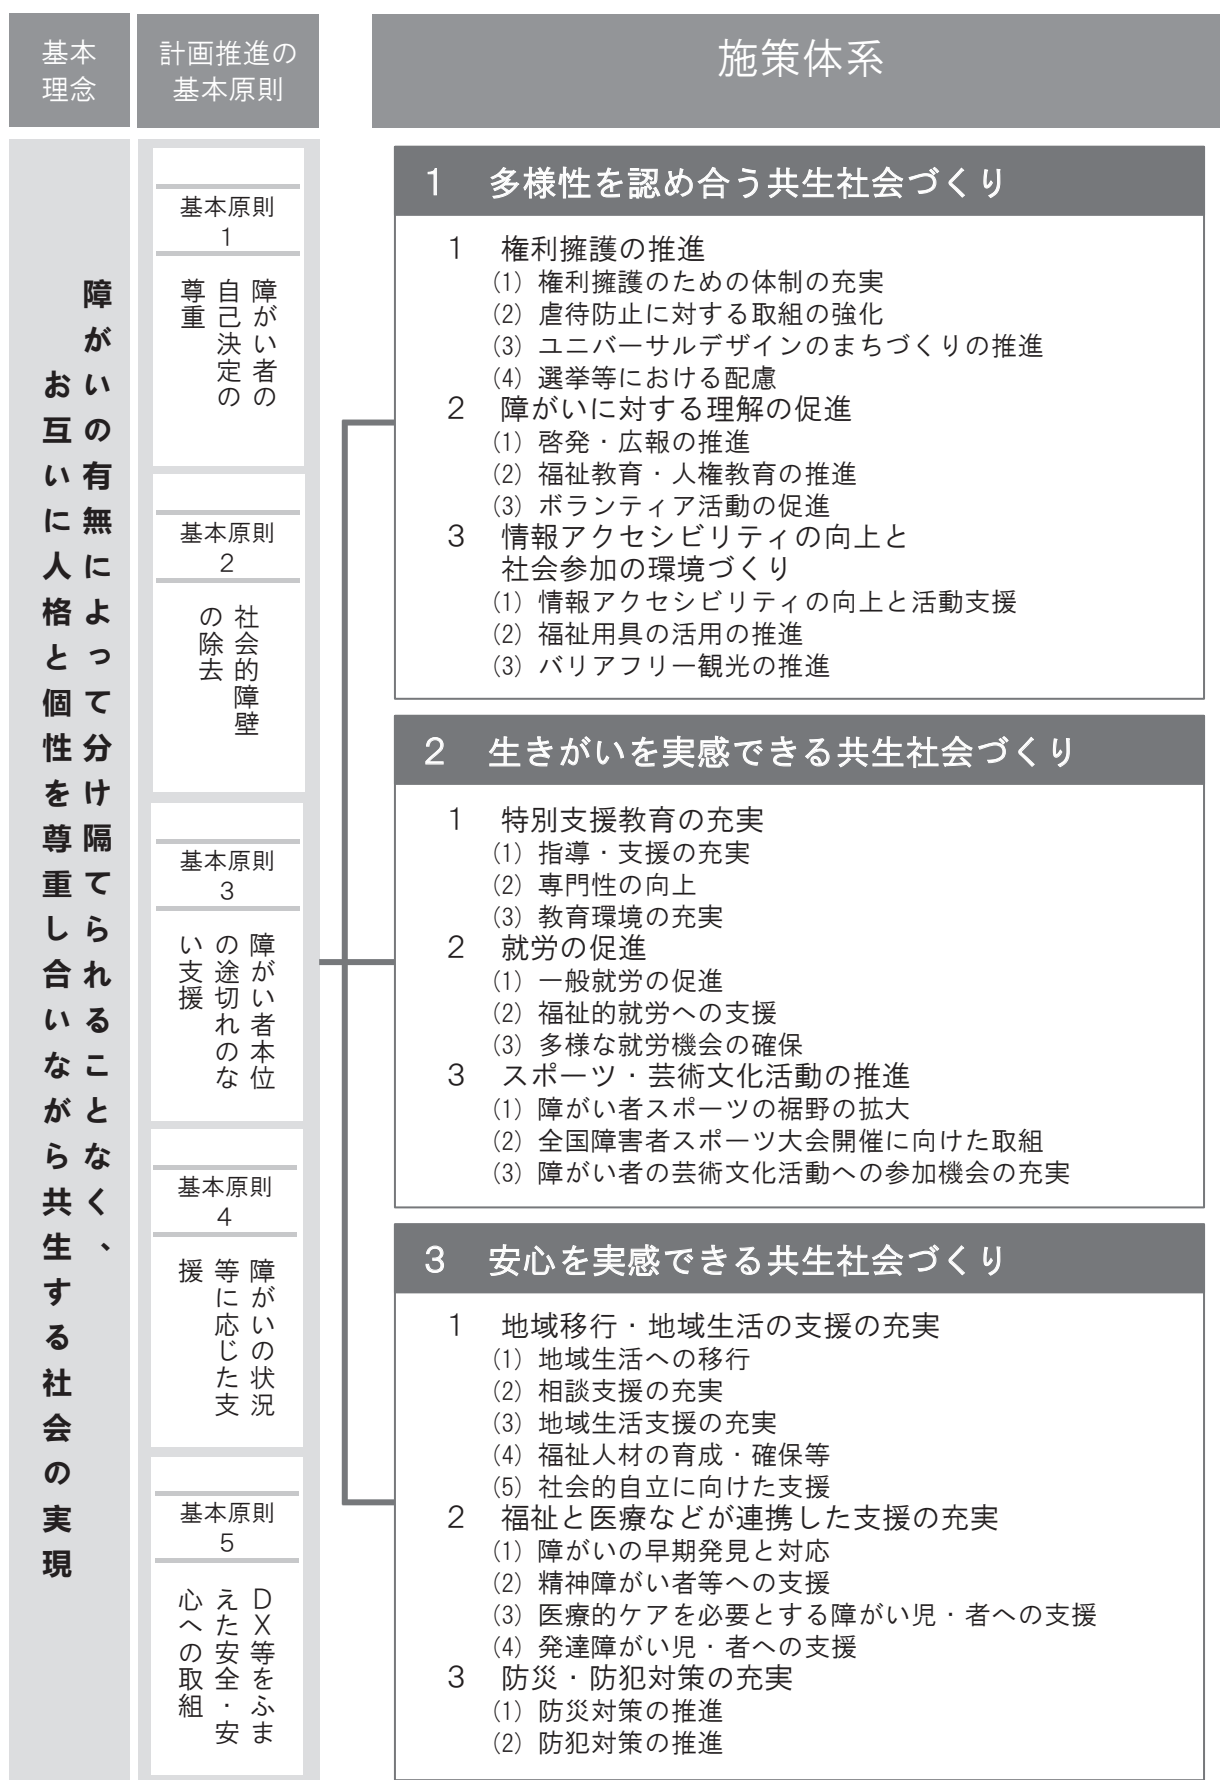 基本
理念
計画推進の
基本原則
施策体系
障がいの有無によって分け隔てられることなく、
お互いに人格と個性を尊重し合いながら共生する社会の実現
基本原則
1
障がい者の
自己決定の
尊重
基本原則
2
社会的障壁
の除去
基本原則
3
障がい者本位
の途切れのな
い支援
基本原則
4
障がいの状況
等に応じた支
援
基本原則
5
DX等をふま
えた安全・安
心への取組
1 多様性を認め合う共生社会づくり
1 権利擁護の推進
(1) 権利擁護のための体制の充実
(2) 虐待防止に対する取組の強化
(3) ユニバーサルデザインのまちづくりの推進
(4) 選挙等における配慮
2 障がいに対する理解の促進
(1) 啓発・広報の推進
(2) 福祉教育・人権教育の推進
(3) ボランティア活動の促進
3 情報アクセシビリティの向上と
社会参加の環境づくり
(1) 情報アクセシビリティの向上と活動支援
(2) 福祉用具の活用の推進
(3) バリアフリー観光の推進
2 生きがいを実感できる共生社会づくり
1 特別支援教育の充実
(1) 指導・支援の充実
(2) 専門性の向上
(3) 教育環境の充実
2 就労の促進
(1) 一般就労の促進
(2) 福祉的就労への支援
(3) 多様な就労機会の確保
3 スポーツ・芸術文化活動の推進
(1) 障がい者スポーツの裾野の拡大
(2) 全国障害者スポーツ大会開催に向けた取組
(3) 障がい者の芸術文化活動への参加機会の充実
3 安心を実感できる共生社会づくり
1 地域移行・地域生活の支援の充実
(1) 地域生活への移行
(2) 相談支援の充実
(3) 地域生活支援の充実
(4) 福祉人材の育成・確保等
(5) 社会的自立に向けた支援
2 福祉と医療などが連携した支援の充実
(1) 障がいの早期発見と対応
(2) 精神障がい者等への支援
(3) 医療的ケアを必要とする障がい児・者への支援
(4) 発達障がい児・者への支援
3 防災・防犯対策の充実
(1) 防災対策の推進
(2) 防犯対策の推進